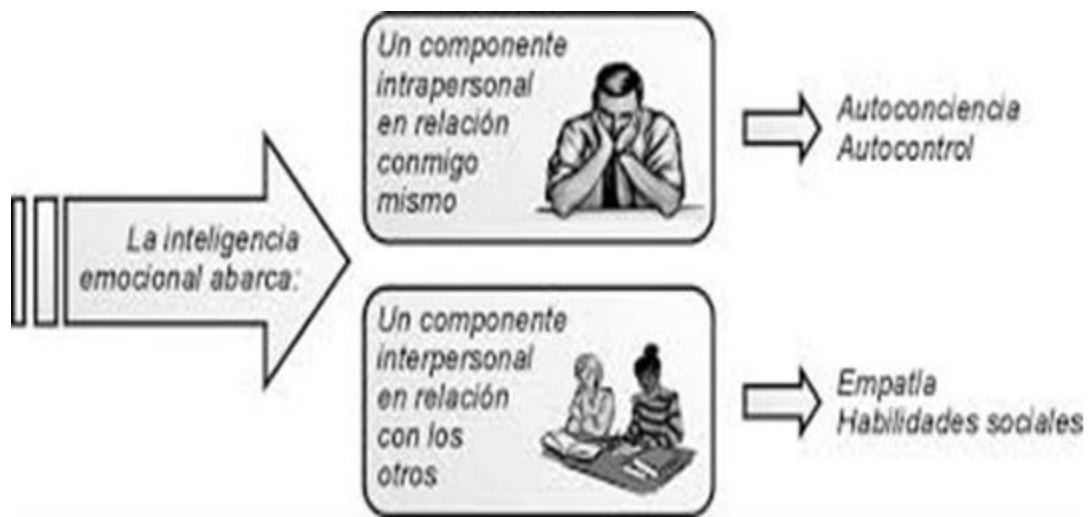 La inteligencia
emocional abarca:
Un componente
intrapersonal
en relación
conmigo
mismo
Autoconciencia
Autocontrol
Un componente
interpersonal
en relación
con los
otros
Empatía
Habilidades sociales